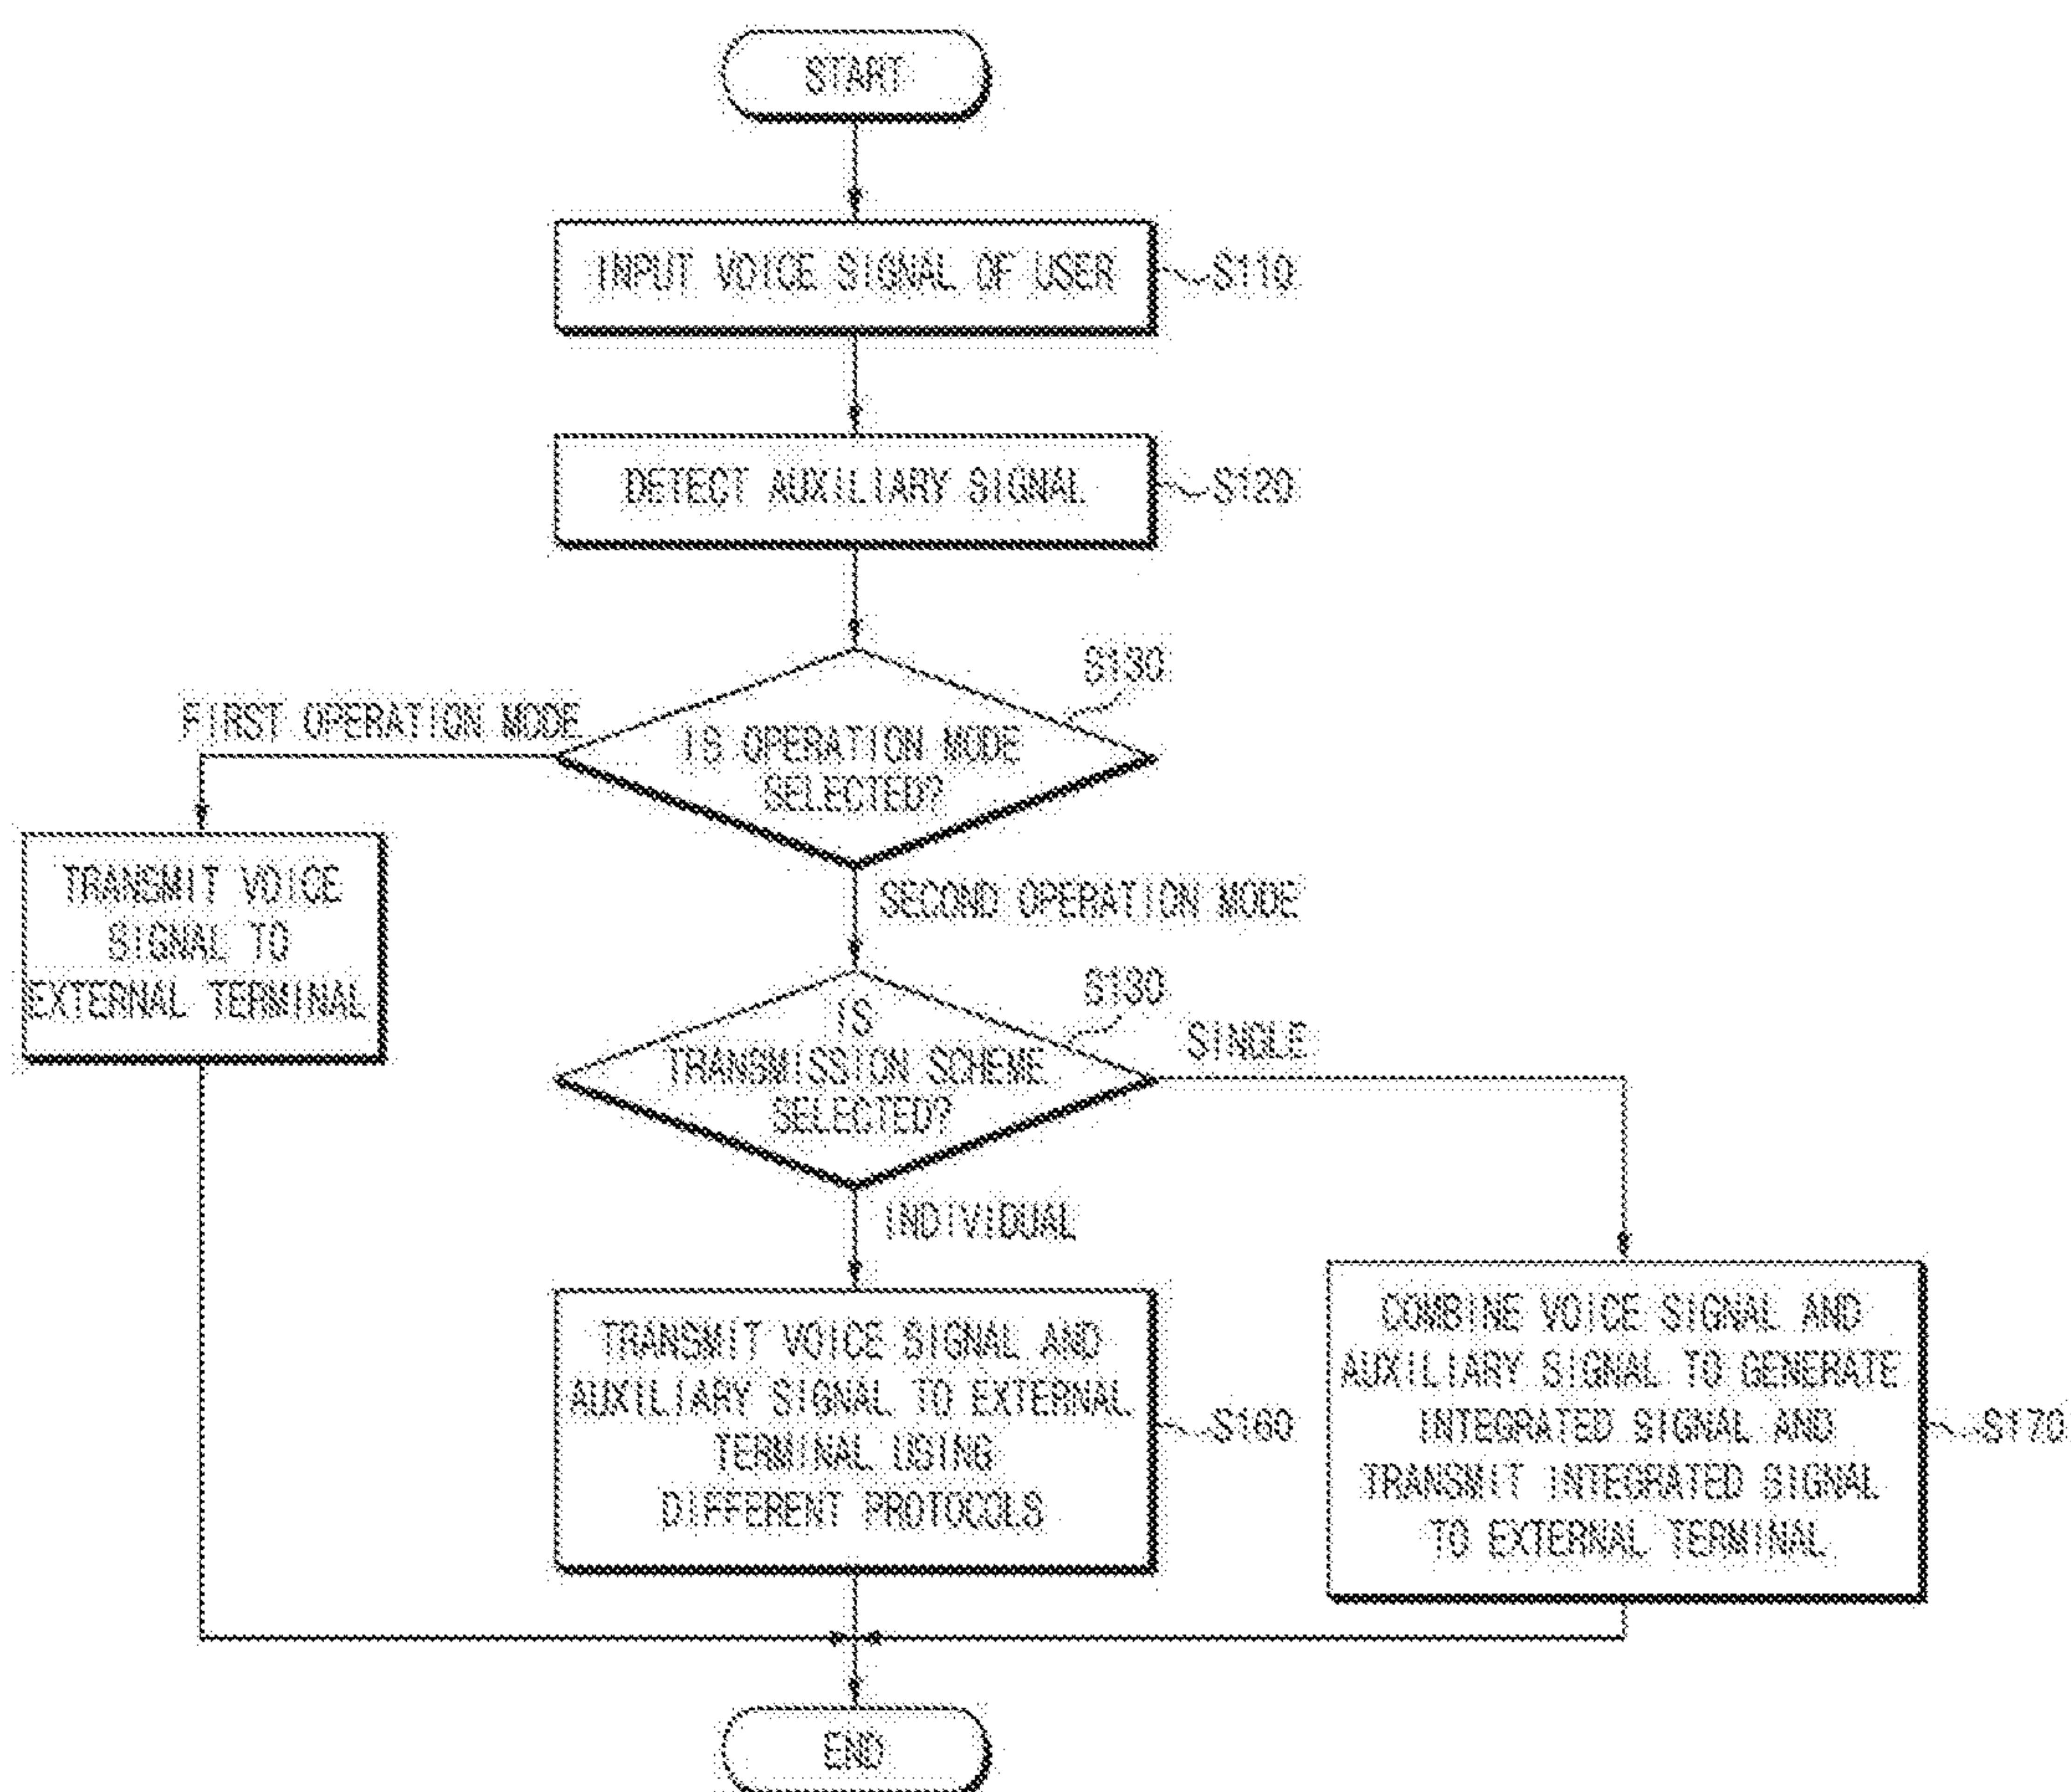 START
INPUT VOICE SIGNAL OF USER
S110
DETECT AUXILIARY SIGNAL
S120
S130
FIRST OPERATION MODE
IS OPERATION MODE
SELECTED?
TRANSMIT VOICE
SIGNAL TO
EXTERNAL TERMINAL
SECOND OPERATION MODE
S130
SINGLE
IS
TRANSMISSION SCHEME
SELECTED?
INDIVIDUAL
TRANSMIT VOICE SIGNAL AND
AUXILIARY SIGNAL TO EXTERNAL
TERMINAL USING
DIFFERENT PROTOCOLS
S160
COMBINE VOICE SIGNAL AND
AUXILIARY SIGNAL TO GENERATE
INTEGRATED SIGNAL AND
TRANSMIT INTEGRATED SIGNAL
TO EXTERNAL TERMINAL
S170
END